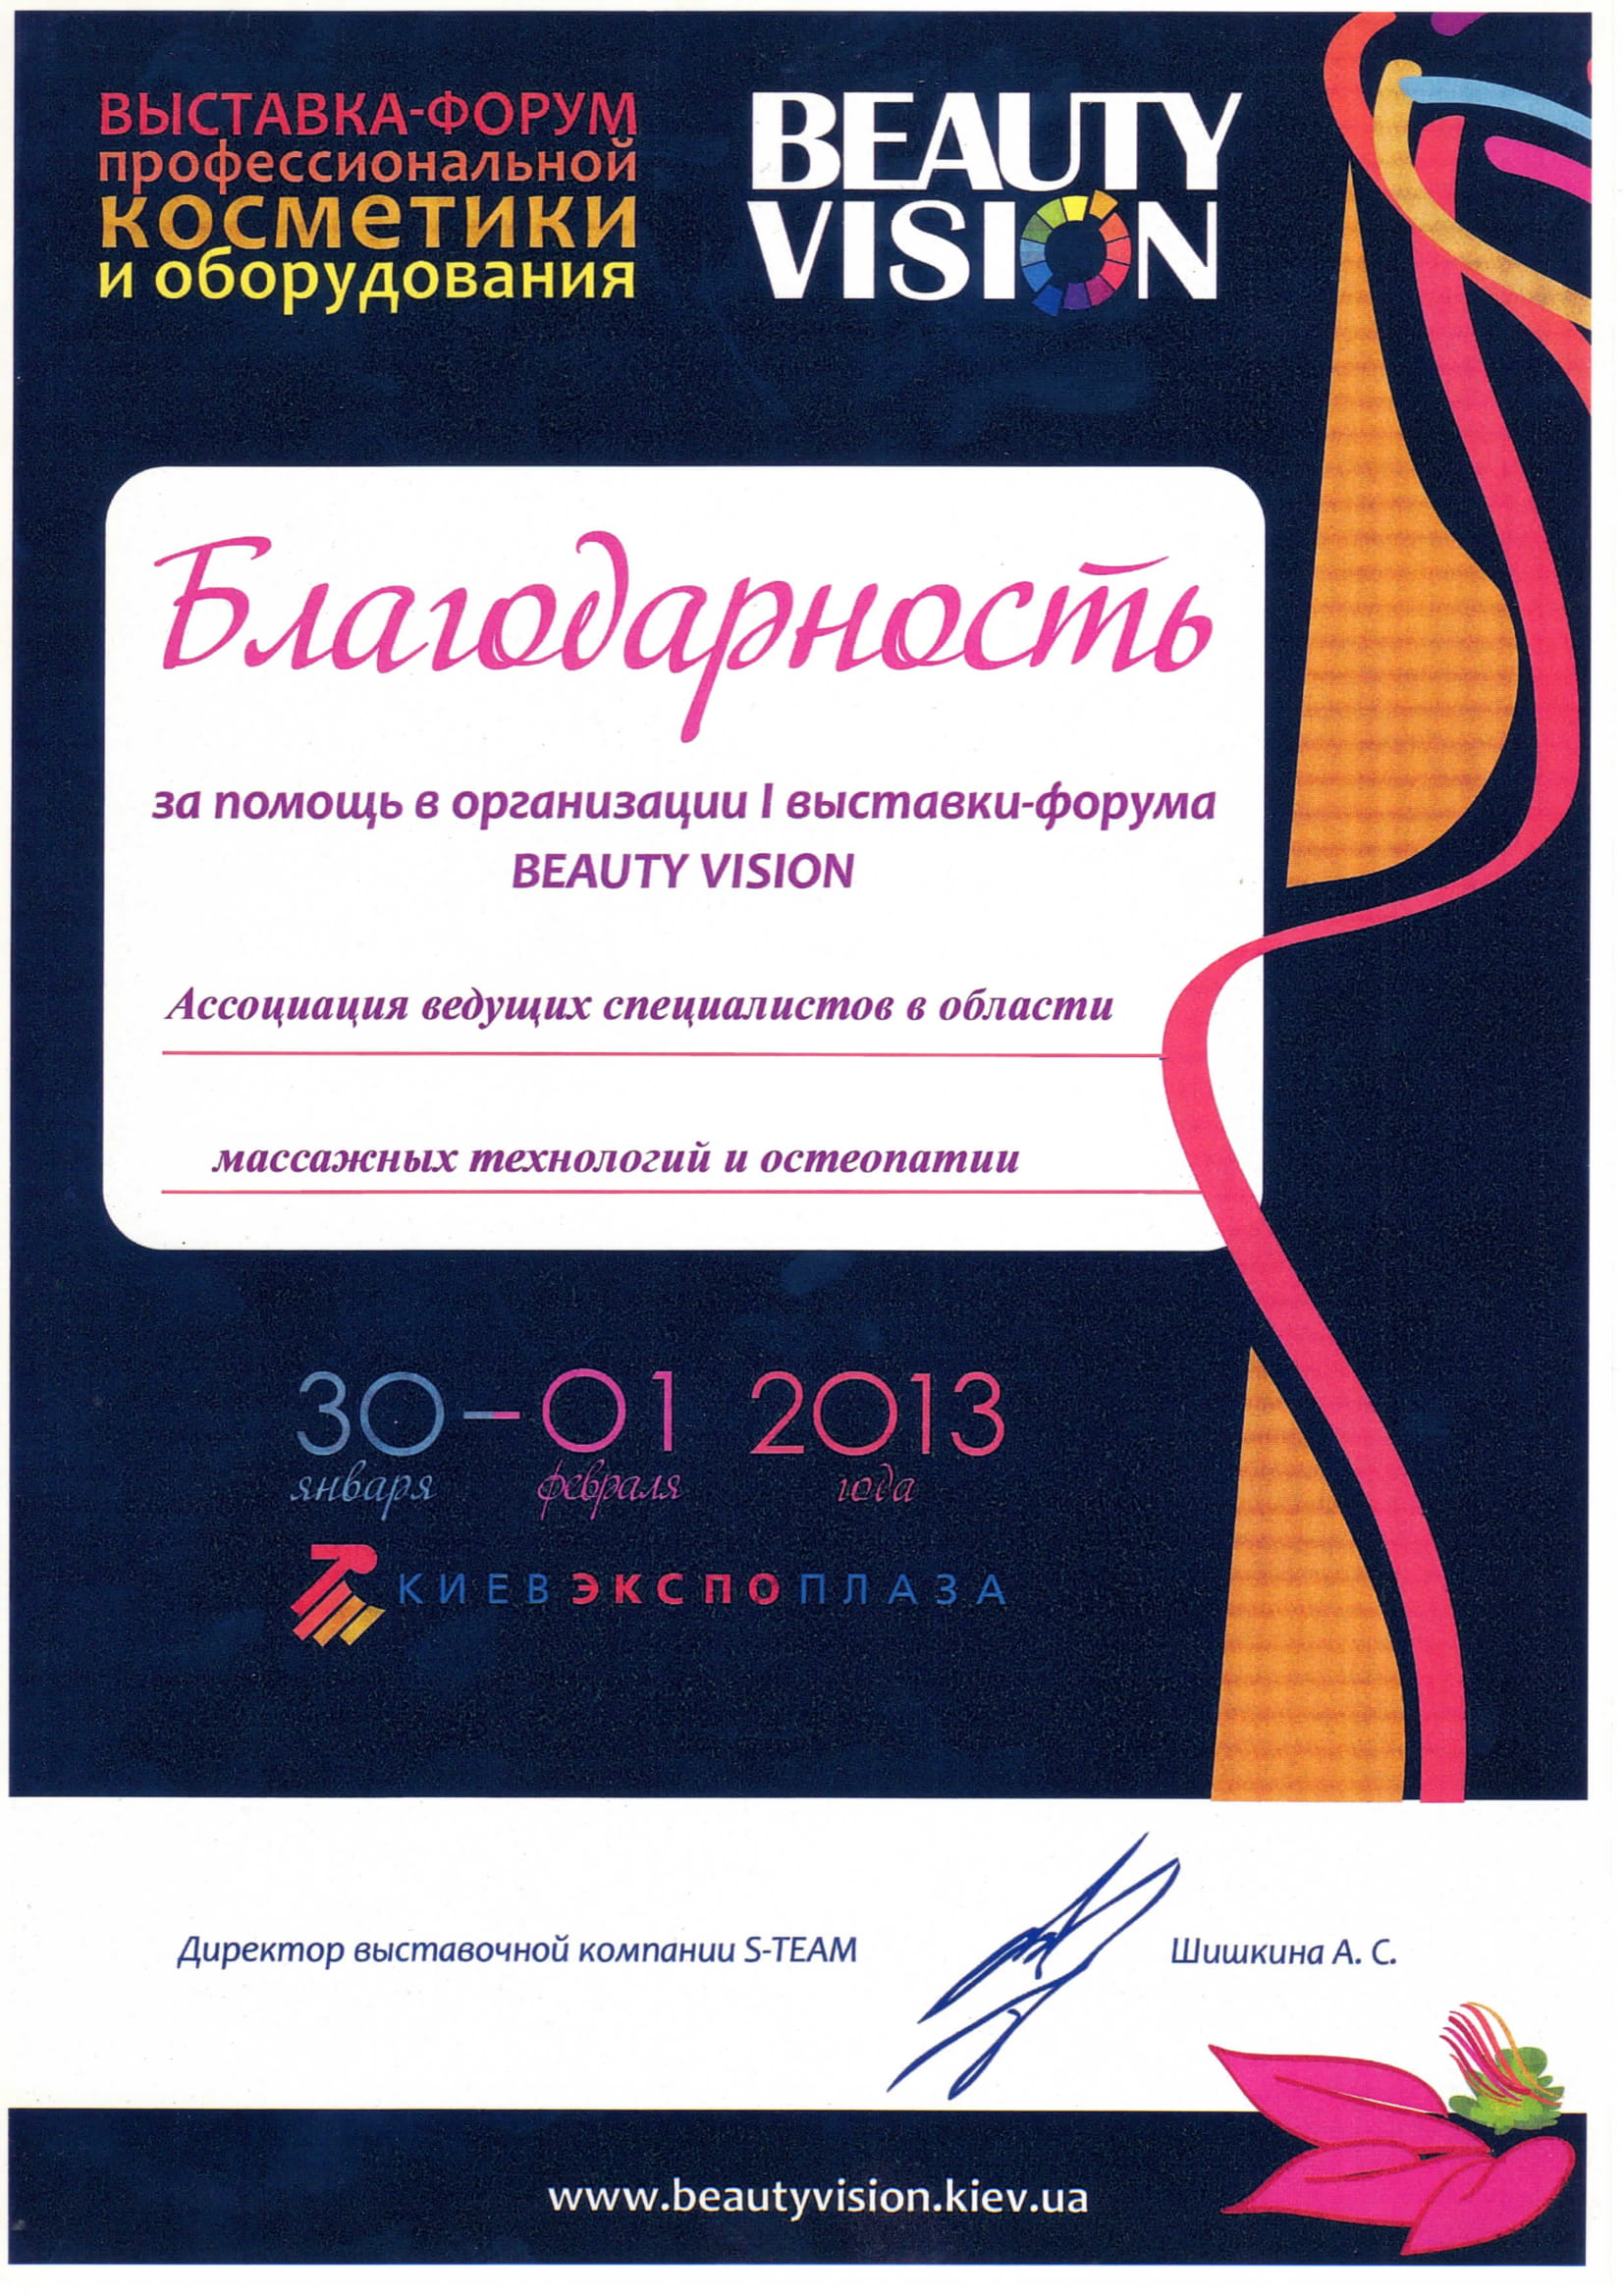 ВЫСТАВКА-ФОРУМ
профессиональной
косметики
и оборудования
BEAUTY
VISION
Благодарность
за помощь в организации I выставки-форума
BEAUTY VISION
Ассоциация ведущих специалистов в области
массажных технологий и остеопатии
30–01 2013
января февраля года
КИЕВЭКСПОПЛАЗА
Директор выставочной компании S-TEAM Шишкина А. С.
www.beautyvision.kiev.ua